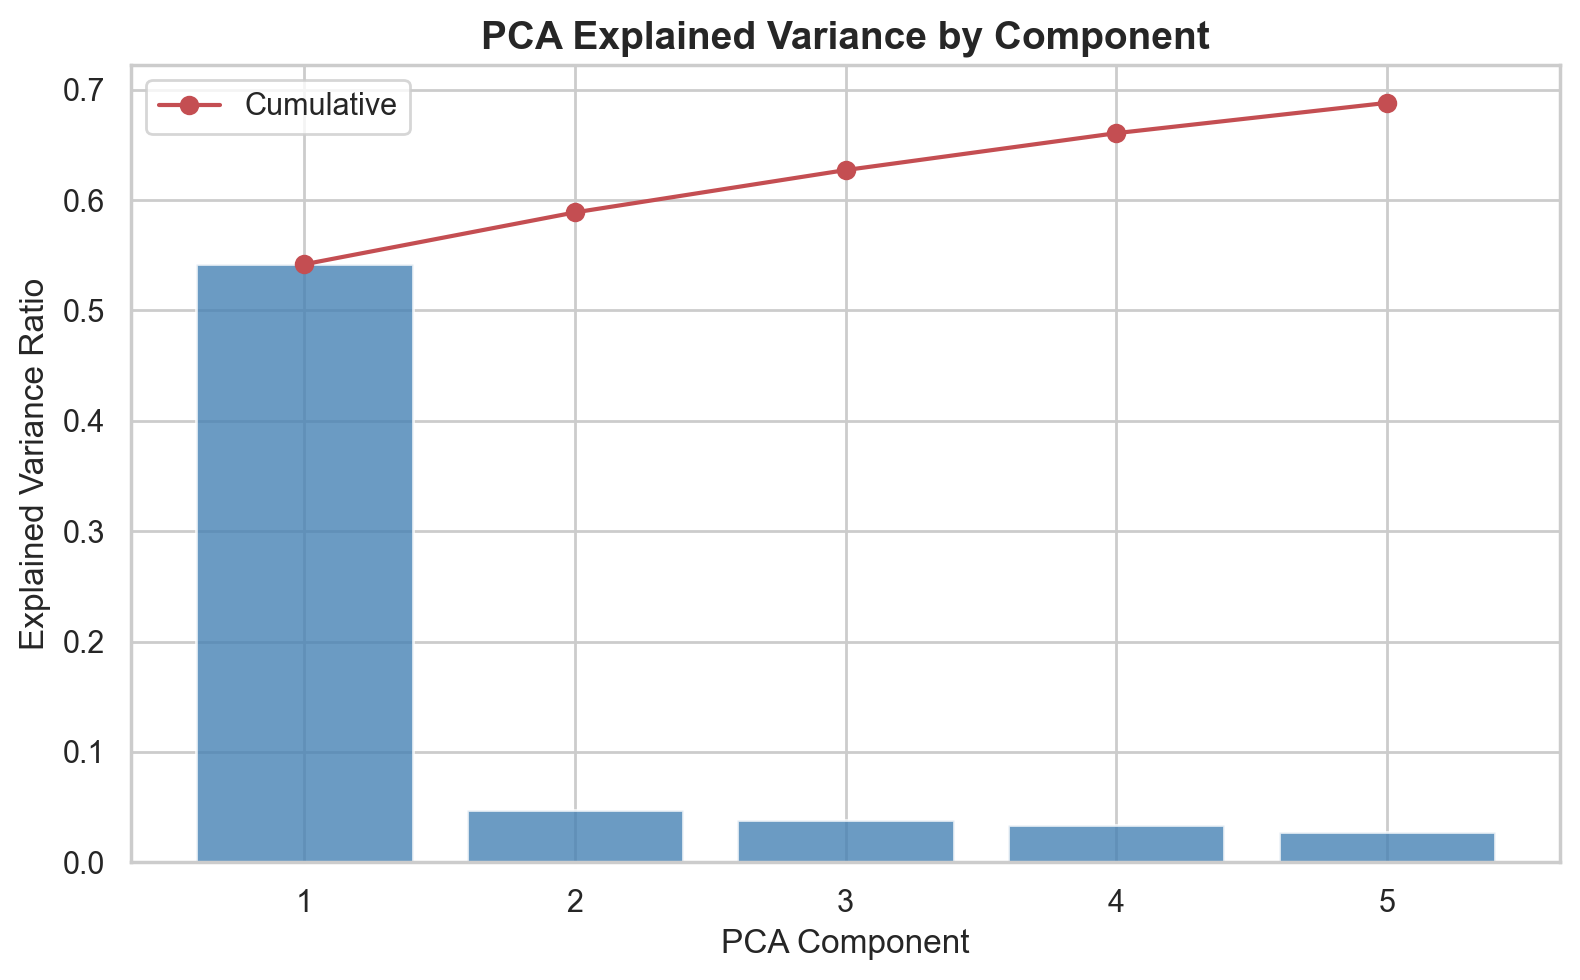 PCA Explained Variance by Component
Cumulative
Explained Variance Ratio
0.7
0.6
0.5
0.4
0.3
0.2
0.1
0.0
1 2 3 4 5
PCA Component